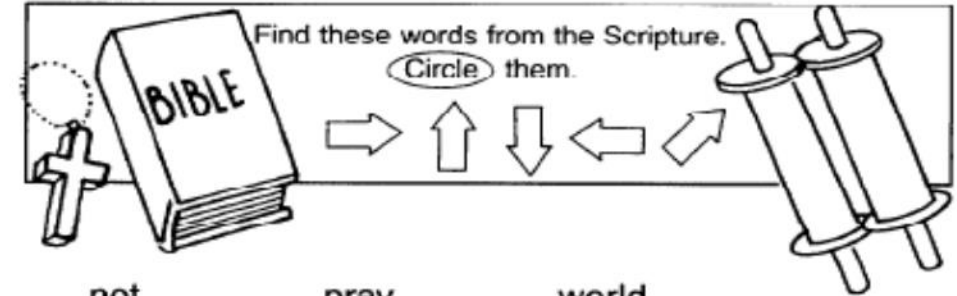 Find these words from the Scripture.
Circle them.
BIBLE
not pray world